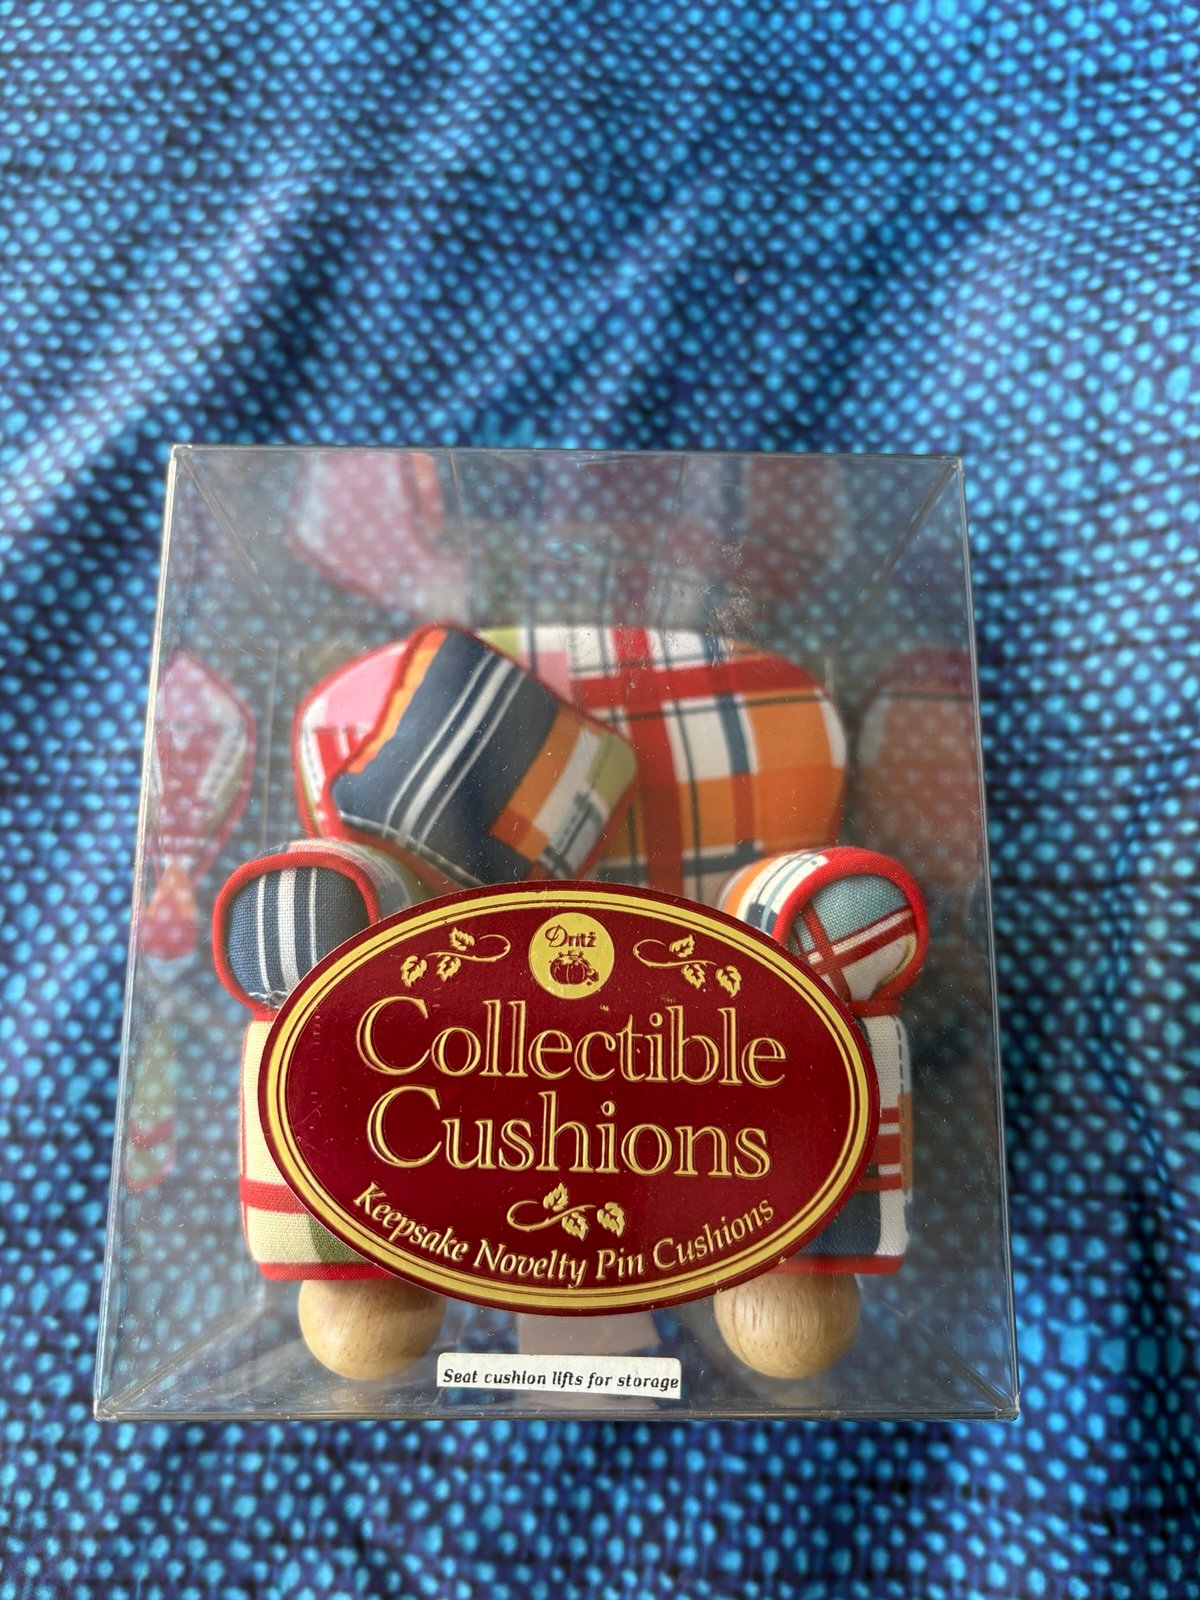 Dritz
Collectible
Cushions
Keepsake Novelty Pin Cushions
Seat cushion lifts for storage